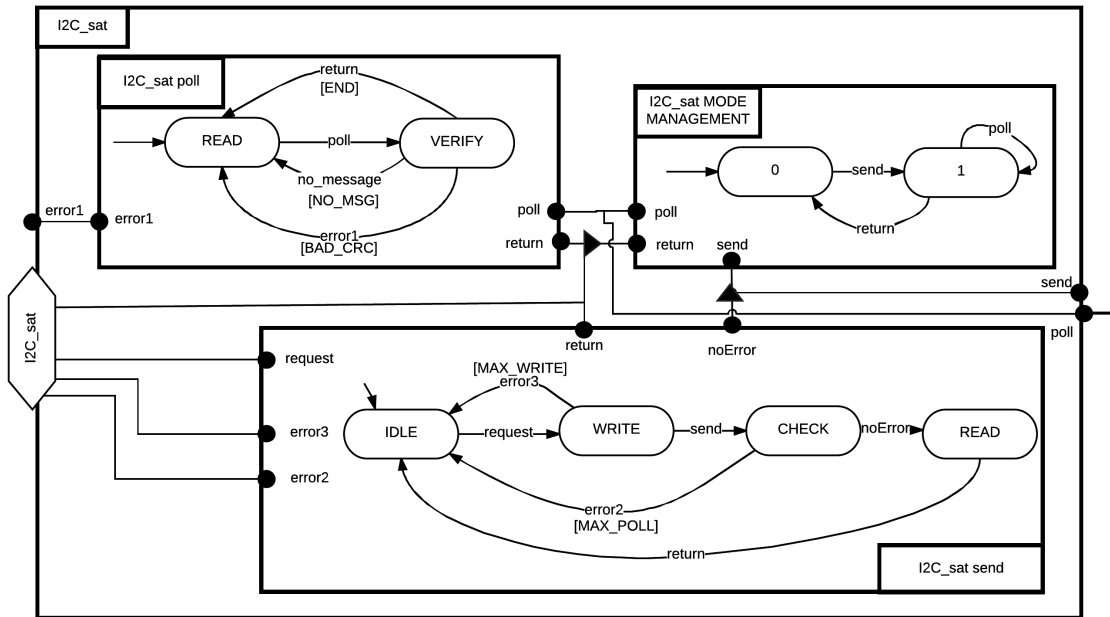 I2C_sat
I2C_sat poll
return
[END]
READ
poll
VERIFY
no_message
[NO_MSG]
error1
[BAD_CRC]
error1
error1
poll
return
I2C_sat MODE
MANAGEMENT
0
send
1
poll
return
poll
return
send
send
poll
I2C_sat
return
noError
request
error3
error2
[MAX_WRITE]
error3
IDLE
request
WRITE
send
CHECK
noError
READ
error2
[MAX_POLL]
return
I2C_sat send